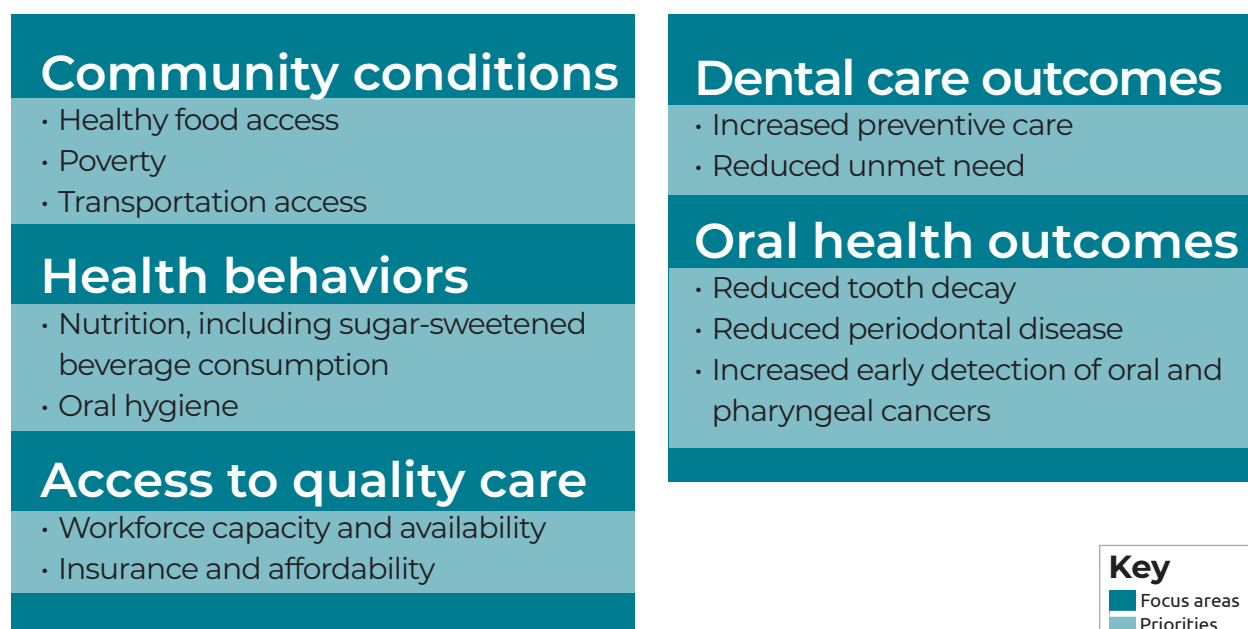 Community conditions
· Healthy food access
· Poverty
· Transportation access
Health behaviors
· Nutrition, including sugar-sweetened
beverage consumption
· Oral hygiene
Access to quality care
· Workforce capacity and availability
· Insurance and affordability
Dental care outcomes
· Increased preventive care
· Reduced unmet need
Oral health outcomes
· Reduced tooth decay
· Reduced periodontal disease
· Increased early detection of oral and
pharyngeal cancers
Key
Focus areas
Priorities